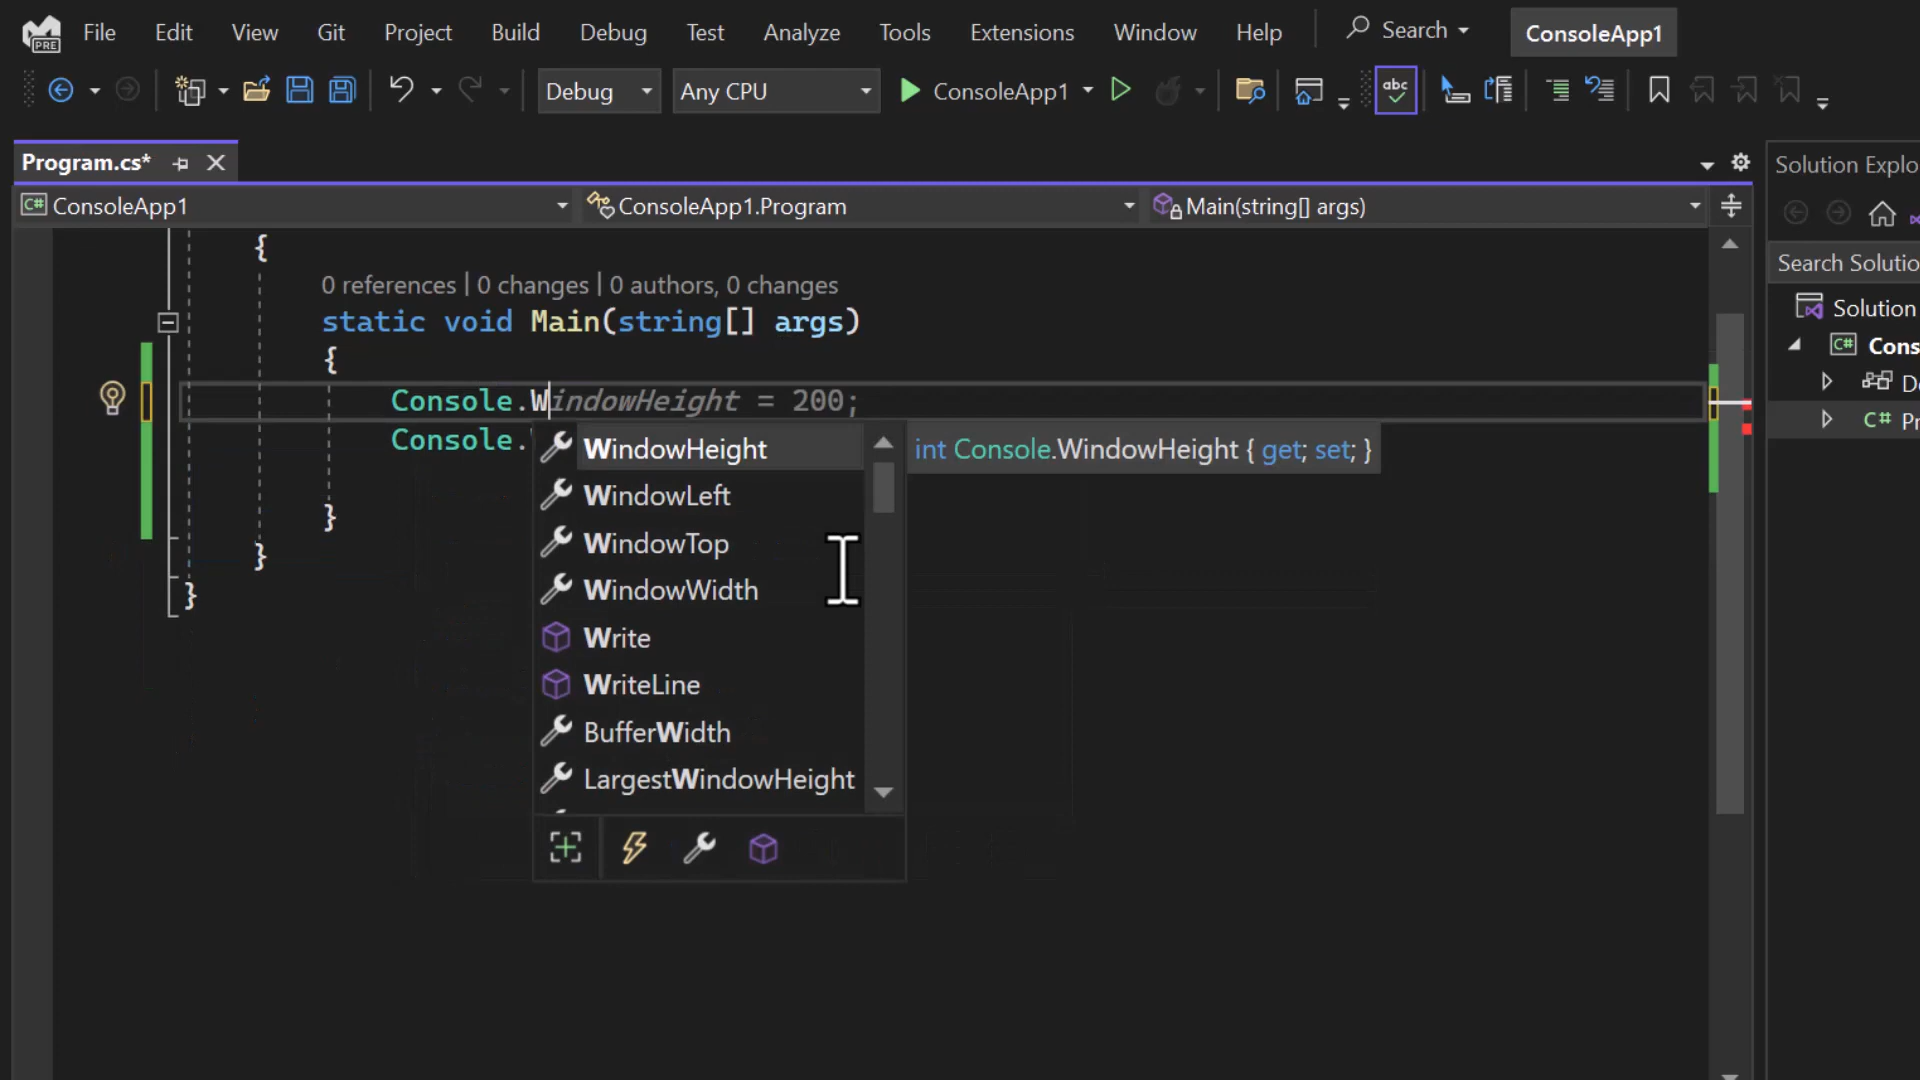 PRE File Edit View Git Project Build Debug Test Analyze Tools Extensions Window Help Search ConsoleApp1
Debug Any CPU ConsoleApp1 abc
Program.cs*
Solution Explo
C# ConsoleApp1 ConsoleApp1.Program Main(string[] args)
{
0 references | 0 changes | 0 authors, 0 changes
Search Solutio
static void Main(string[] args)
Solution
{
C# Cons
Console.WindowHeight = 200;
Console.
C# Pr
WindowHeight
int Console.WindowHeight { get; set; }
WindowLeft
}
WindowTop
}
WindowWidth
}
Write
WriteLine
BufferWidth
LargestWindowHeight